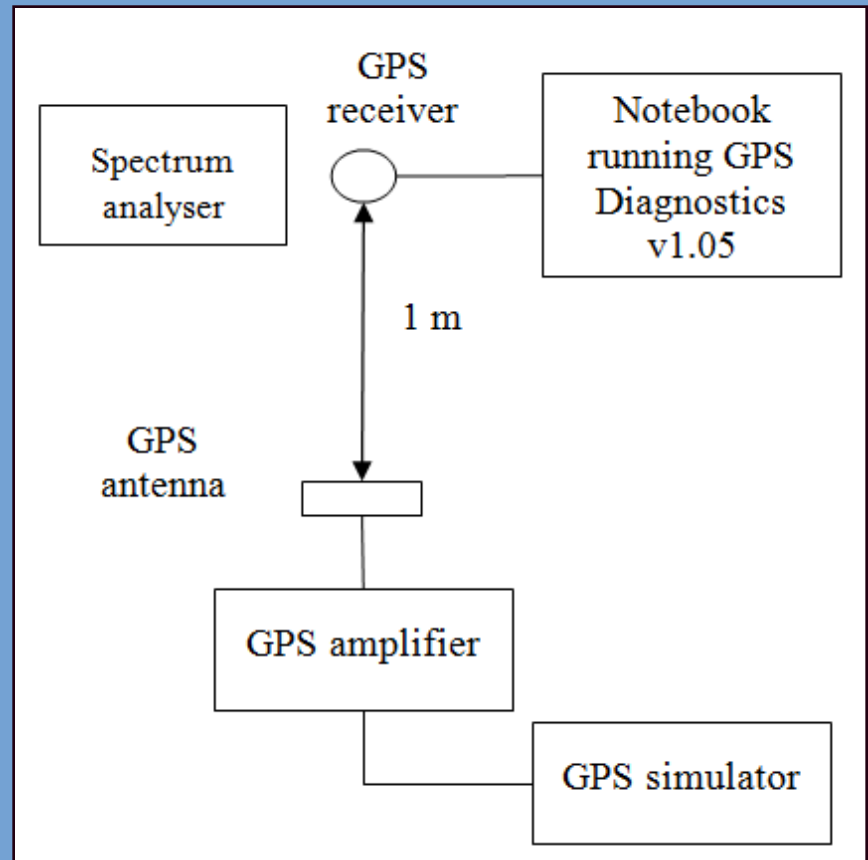 GPS
receiver
Spectrum
analyser
Notebook
running GPS
Diagnostics
v1.05
1 m
GPS
antenna
GPS amplifier
GPS simulator